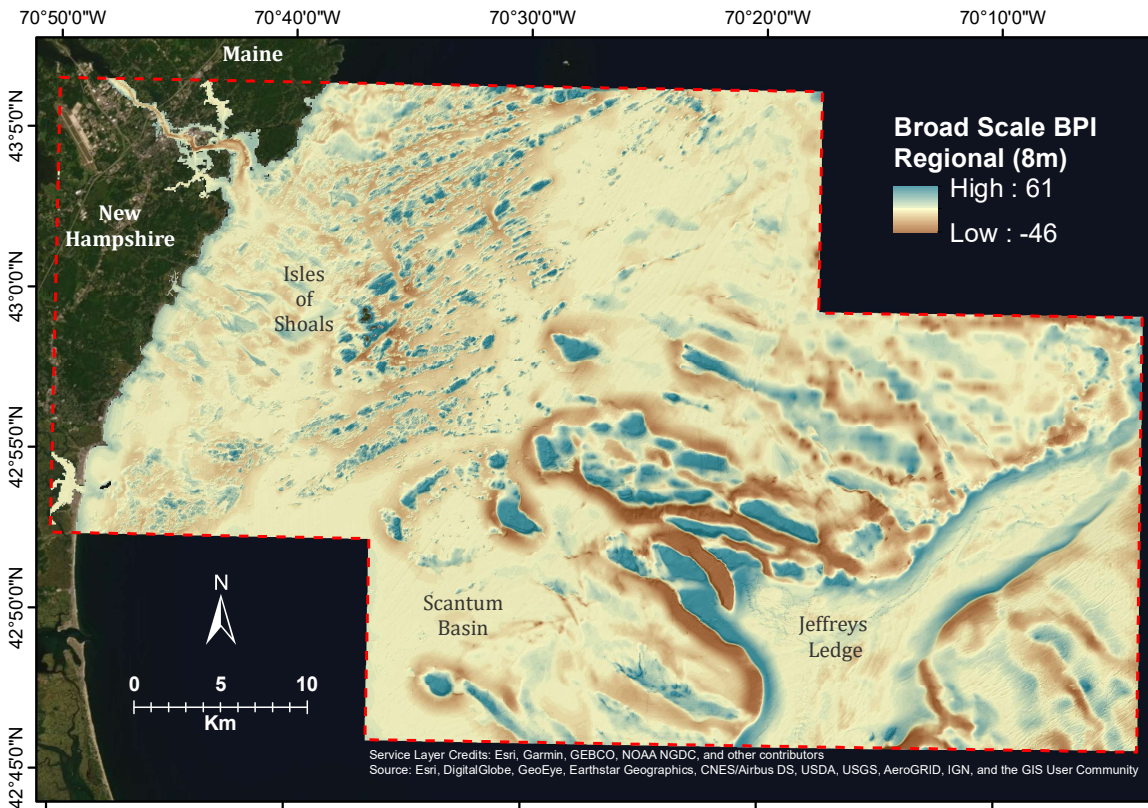 70°50'0"W 70°40'0"W 70°30'0"W 70°20'0"W 70°10'0"W
Maine
43°5'0"N
Broad Scale BPI
Regional (8m)
High : 61
Low : -46
New
Hampshire
43°0'0"N
Isles
of
Shoals
42°55'0"N
N
42°50'0"N
Scantum
Basin
Jeffreys
Ledge
0 5 10
Km
42°45'0"N
Service Layer Credits: Esri, Garmin, GEBCO, NOAA NGDC, and other contributors
Source: Esri, DigitalGlobe, GeoEye, Earthstar Geographics, CNES/Airbus DS, USDA, USGS, AeroGRID, IGN, and the GIS User Community